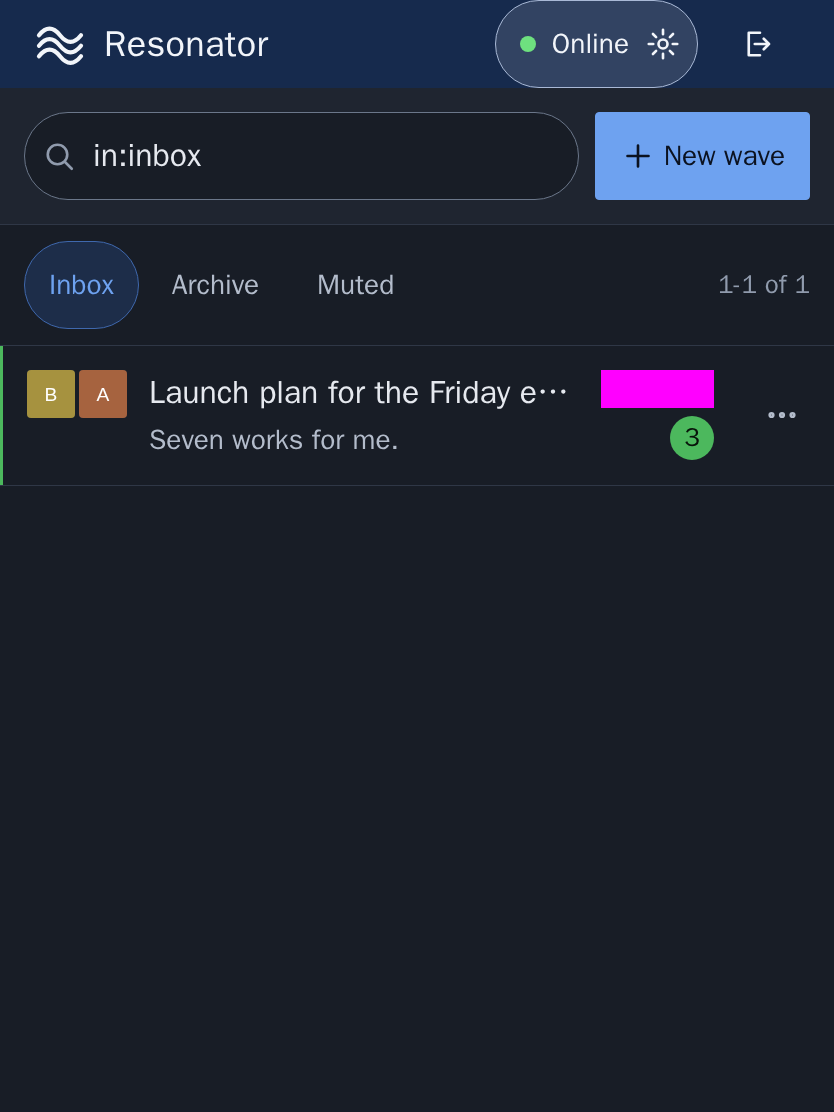 Resonator
Online
in:inbox
New wave
Inbox
Archive
Muted
1-1 of 1
B
A
Launch plan for the Friday e…
Seven works for me.
3